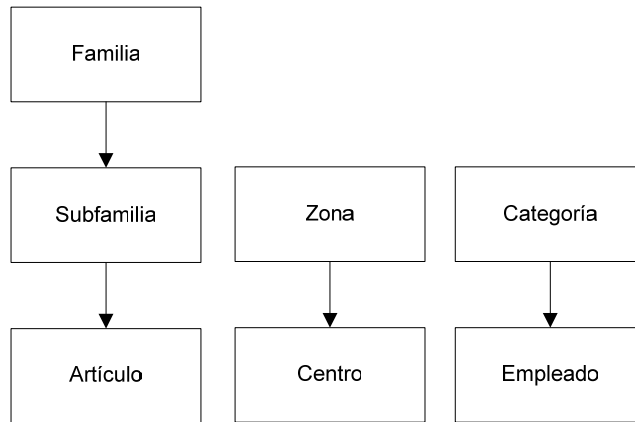 Familia
Subfamilia
Zona
Categoría
Artículo
Centro
Empleado